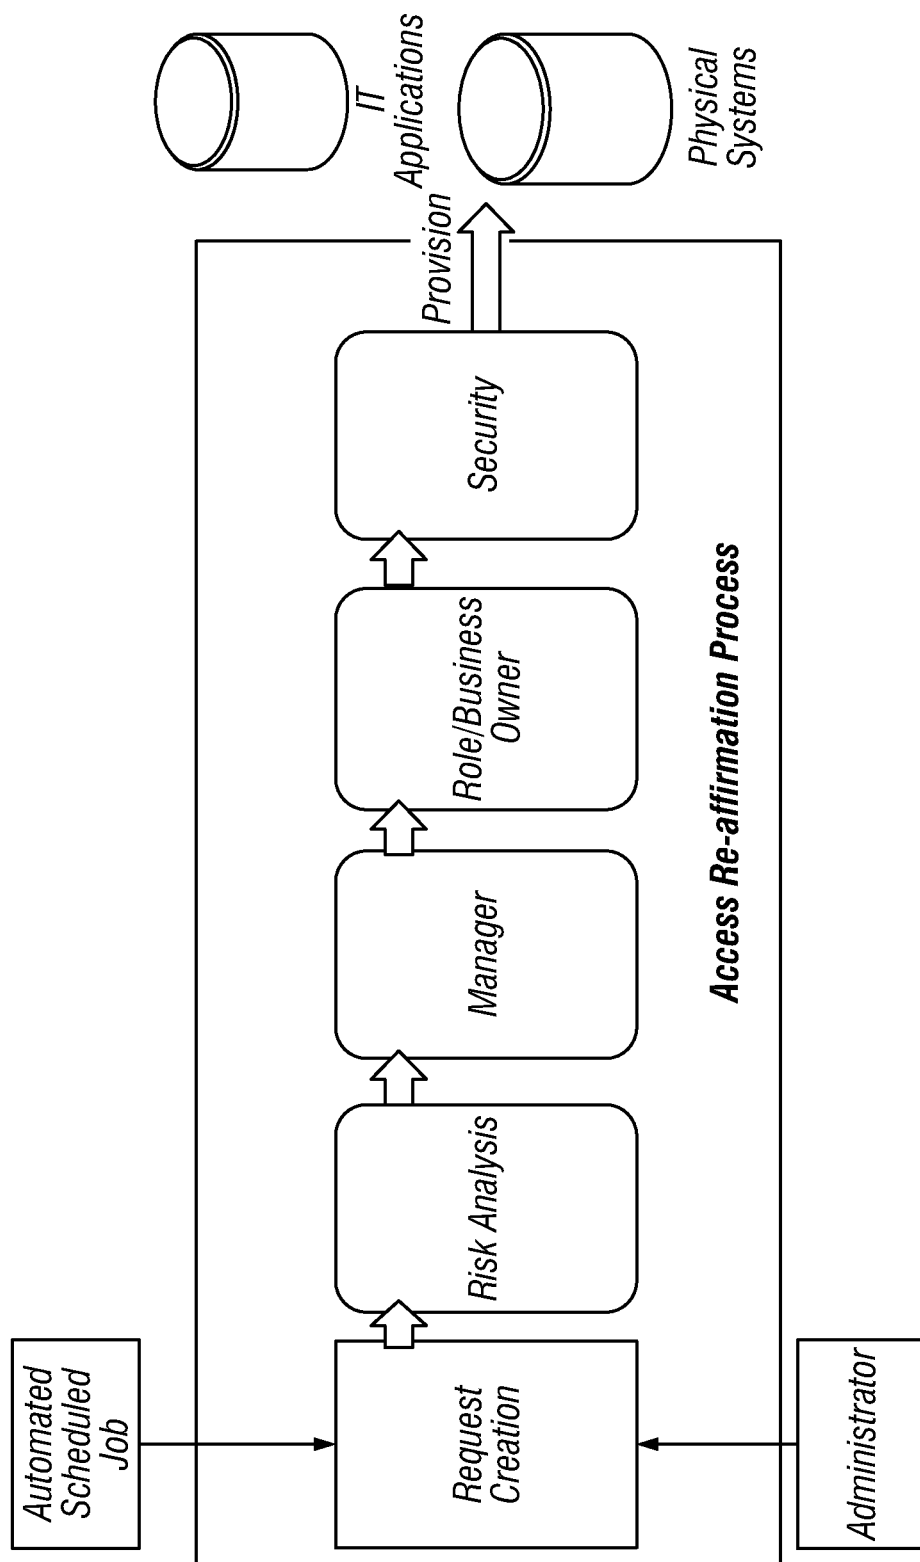 Automated
Scheduled
Job
Request
Creation
Administrator
Risk Analysis
Manager
Role/Business
Owner
Security
Provision
IT
Applications
Physical
Systems
Access Re-affirmation Process